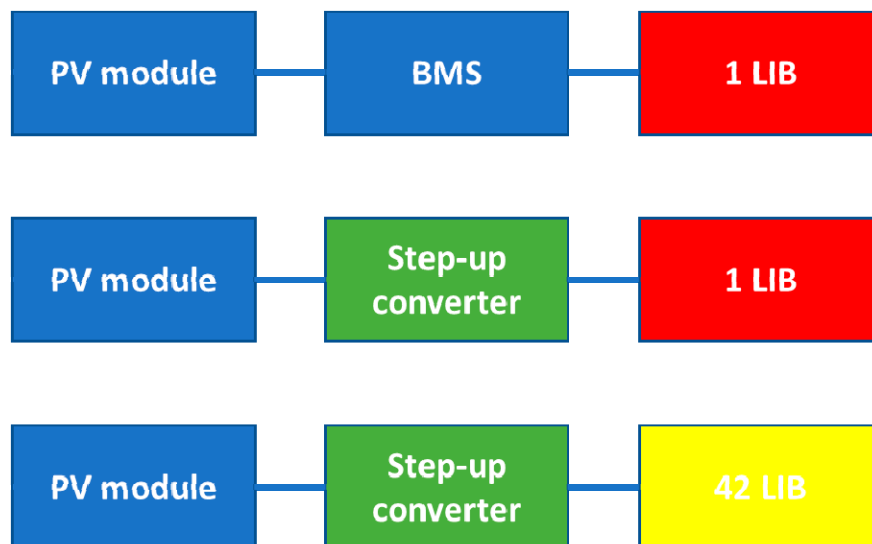 PV module
BMS
1 LIB
PV module
Step-up
converter
1 LIB
PV module
Step-up
converter
42 LIB